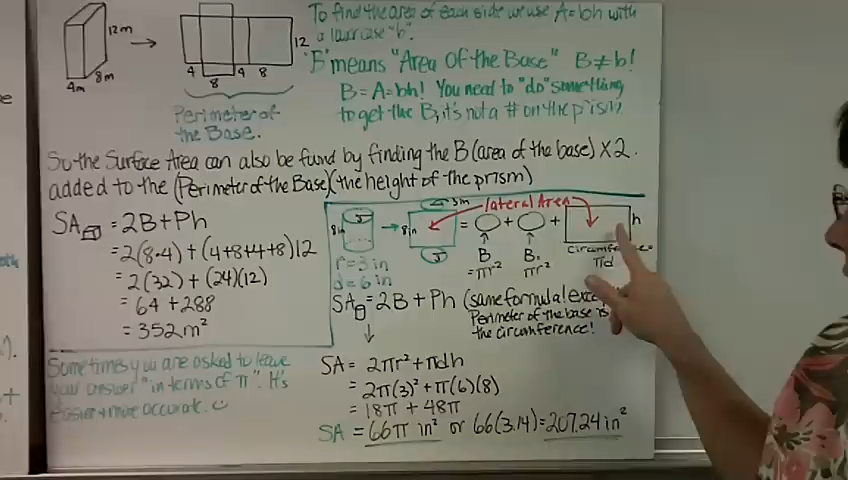 To find the area of each side we use A=bh with
a lower case "b".
"B" means "Area of the Base" B≠b!
B=A=bh! You need to "do" something
to get the B, it's not a # on the prism.
12m
8m
4m
12
4 8 4 8
Perimeter of
the Base.
So the Surface Area can also be fund by finding the B (area of the base) X2.
added to the (Perimeter of the Base)(the height of the prism)
SA = 2B+Ph
=2(8·4)+(4+8+4+8)12
=2(32)+(24)(12)
=64+288
=352m²
3in
lateral Area
8in
8in
= + +
h
r=3 in
d=6 in
B
=πr²
B
πr²
circumference
πd
SA = 2B + Ph (same formula!
Perimeter of the base is
the circumference!
SA = 2πr²+πdh
= 2π(3)²+π(6)(8)
= 18π + 48π
SA = 66π in² or 66(3.14)=207.24 in²
Sometimes you are asked to leave
your answer "in terms of π". It's
easier + more accurate.